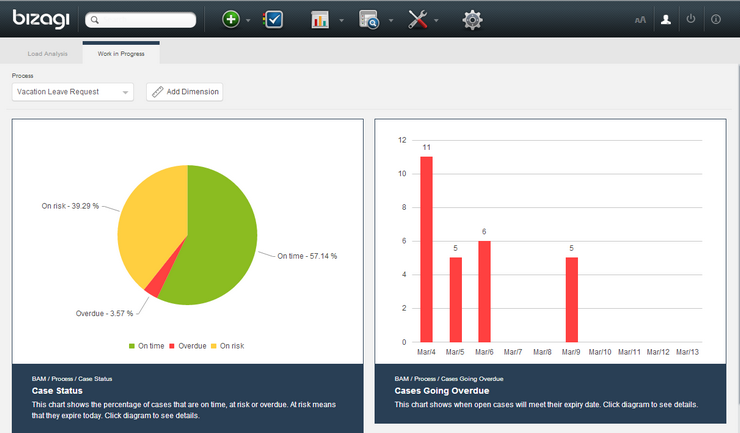 bizagi
Load Analysis
Work in Progress
Process
Vacation Leave Request
Add Dimension
On risk - 39.29 %
On time - 57.14 %
Overdue - 3.57 %
On time
Overdue
On risk
BAM / Process / Case Status
Case Status
This chart shows the percentage of cases that are on time, at risk or overdue. At risk means
that they expire today. Click diagram to see details.
12
10
8
6
4
2
0
11
5
6
5
Mar/4
Mar/5
Mar/6
Mar/7
Mar/8
Mar/9
Mar/10
Mar/11
Mar/12
Mar/13
BAM / Process / Cases Going Overdue
Cases Going Overdue
This chart shows when open cases will meet their expiry date. Click diagram to see details.